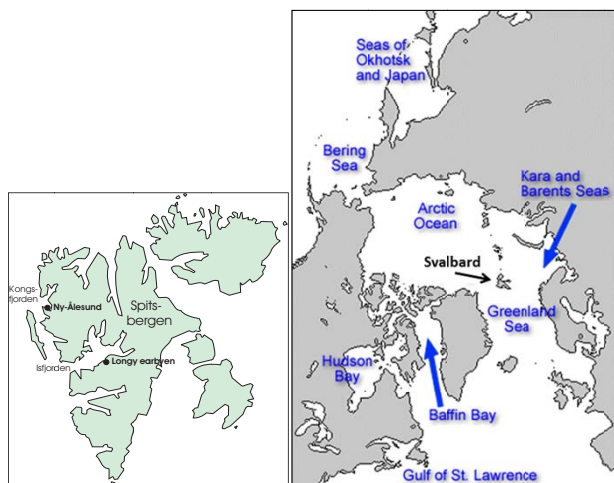 Kongs-
fjorden
Ny-Ålesund
Spits-
bergen
Isfjorden
Longy earbyen
Seas of
Okhotsk
and Japan
Bering
Sea
Kara and
Barents Seas
Arctic
Ocean
Svalbard
Greenland
Sea
Hudson
Bay
Baffin Bay
Gulf of St. Lawrence